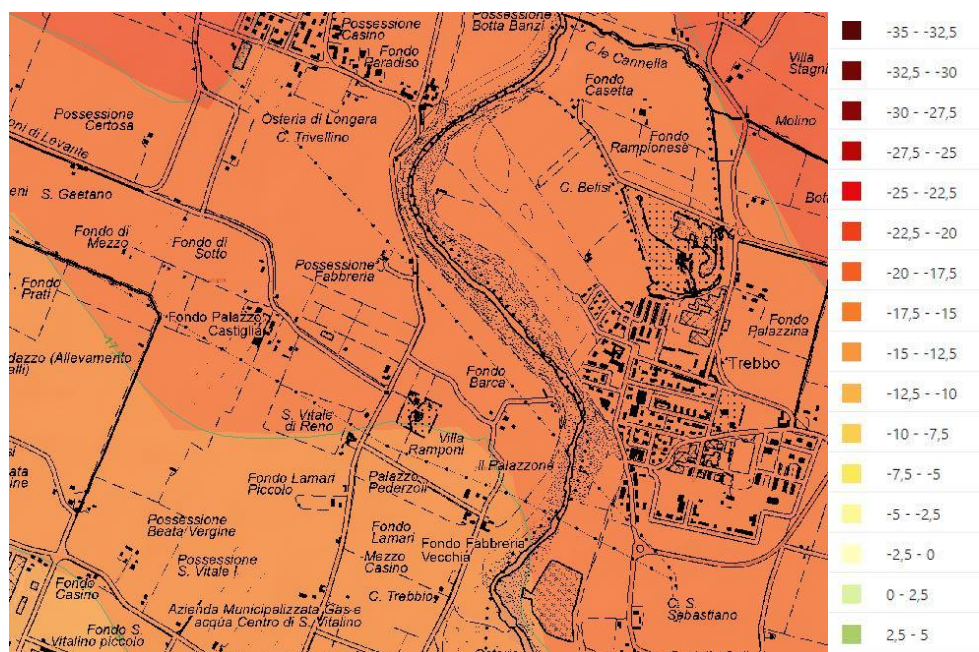 Possessione
Casino
Fondo
Paradiso
Possessione
Botta Banzi
C. le Cannella
Villa
Stagni
Fondo
Casetta
Molino
Possessione
Certosa
Osteria di Longara
C. Trivellino
Fondo
Rampionese
oni di Levante
S. Gaetano
C. Belisi
Bott
Fondo di
Mezzo
Fondo di
Sotto
Possessione
Fabbreria
Fondo
Prati
Fondo Palazzo
Castiglia
Fondo
Palazzina
dazzo (Allevamento
alli)
Trebbo
Fondo
Barca
S. Vitale
di Reno
Villa
Ramponi
Il Palazzone
Fondo Lamari
Piccolo
Palazzo
Pederzoli
Possessione
Beata Vergine
Fondo
Lamari
Fondo Fabbreria
Vecchia
Possessione
S. Vitale I
Mezzo
Casino
Fondo
Casino
C. Trebbio
C. S.
Sebastiano
Azienda Municipalizzata Gas e
acqua Centro di S. Vitalino
Fondo S.
Vitalino piccolo
-35 - -32,5
-32,5 - -30
-30 - -27,5
-27,5 - -25
-25 - -22,5
-22,5 - -20
-20 - -17,5
-17,5 - -15
-15 - -12,5
-12,5 - -10
-10 - -7,5
-7,5 - -5
-5 - -2,5
-2,5 - 0
0 - 2,5
2,5 - 5